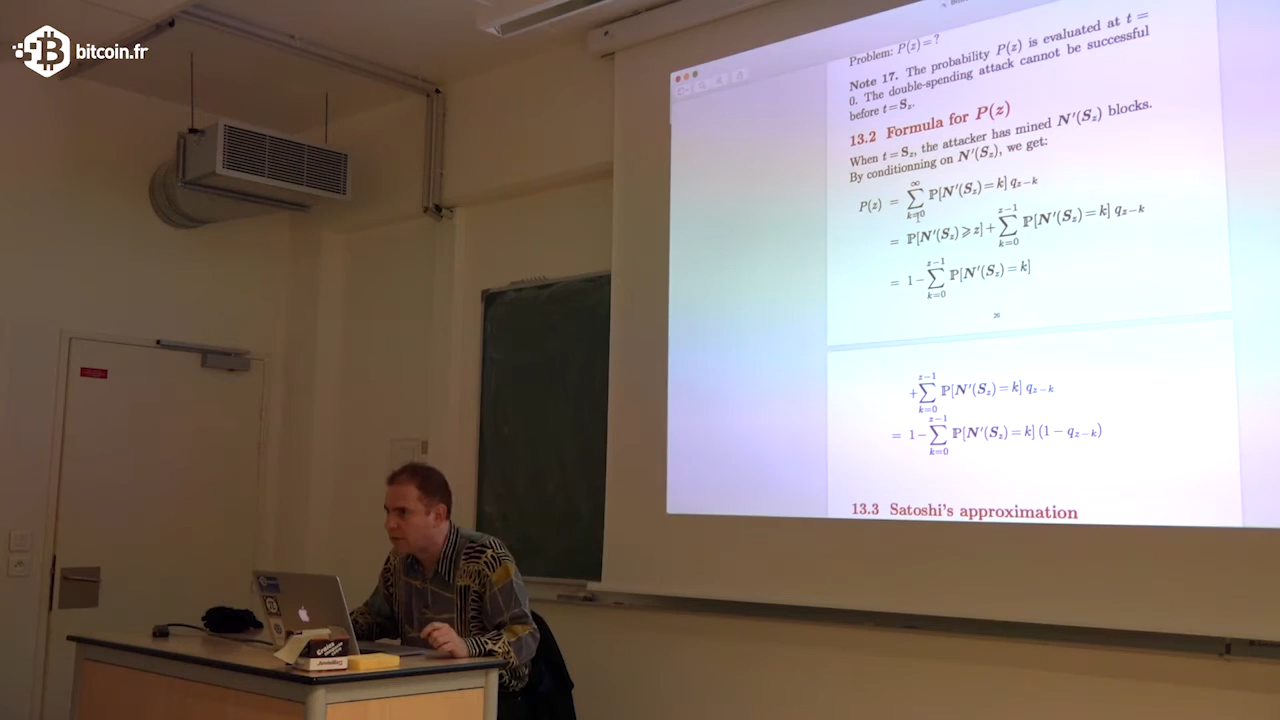 bitcoin.fr
Problem: P(z) = ?
Note 17. The probability P(z) is evaluated at t =
0. The double-spending attack cannot be successful
before t = S_z.
13.2 Formula for P(z)
When t = S_z, the attacker has mined N′(S_z) blocks.
By conditionning on N′(S_z), we get:
P(z) = ∑_{k=0}^{∞} ℙ[N′(S_z) = k] q_{z−k}
= ℙ[N′(S_z) ⩾ z] + ∑_{k=0}^{z−1} ℙ[N′(S_z) = k] q_{z−k}
= 1 − ∑_{k=0}^{z−1} ℙ[N′(S_z) = k]
+ ∑_{k=0}^{z−1} ℙ[N′(S_z) = k] q_{z−k}
= 1 − ∑_{k=0}^{z−1} ℙ[N′(S_z) = k] (1 − q_{z−k})
13.3 Satoshi's approximation